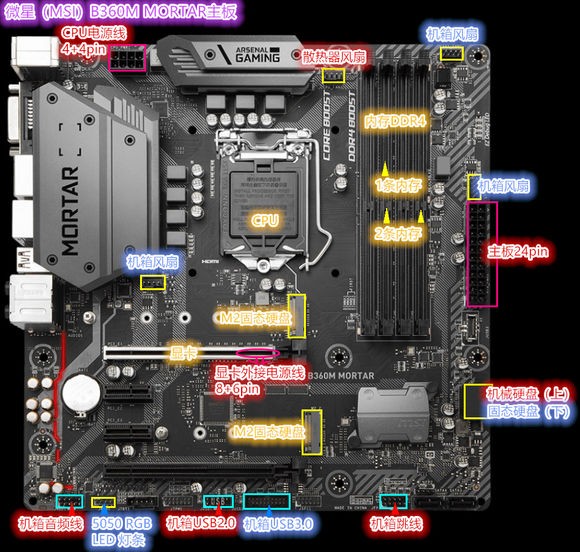 微星（MSI）B360M MORTAR主板
CPU电源线
4+4pin
ARSENAL
GAMING
散热器风扇
机箱风扇
CORE BOOST
DDR4 BOOST
内存DDR4
1条内存
机箱风扇
2条内存
MORTAR
CPU
主板24pin
HDMI
机箱风扇
M2固态硬盘
显卡
显卡外接电源线
8+6pin
B360M MORTAR
机械硬盘（上）
固态硬盘（下）
M2固态硬盘
机箱音频线
5050 RGB
LED 灯条
机箱USB2.0
机箱USB3.0
机箱跳线